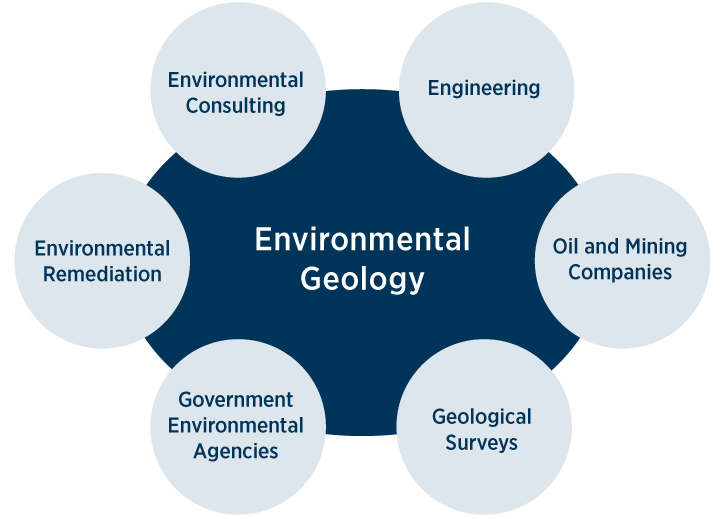 Environmental
Consulting
Engineering
Environmental
Remediation
Environmental
Geology
Oil and Mining
Companies
Government
Environmental
Agencies
Geological
Surveys